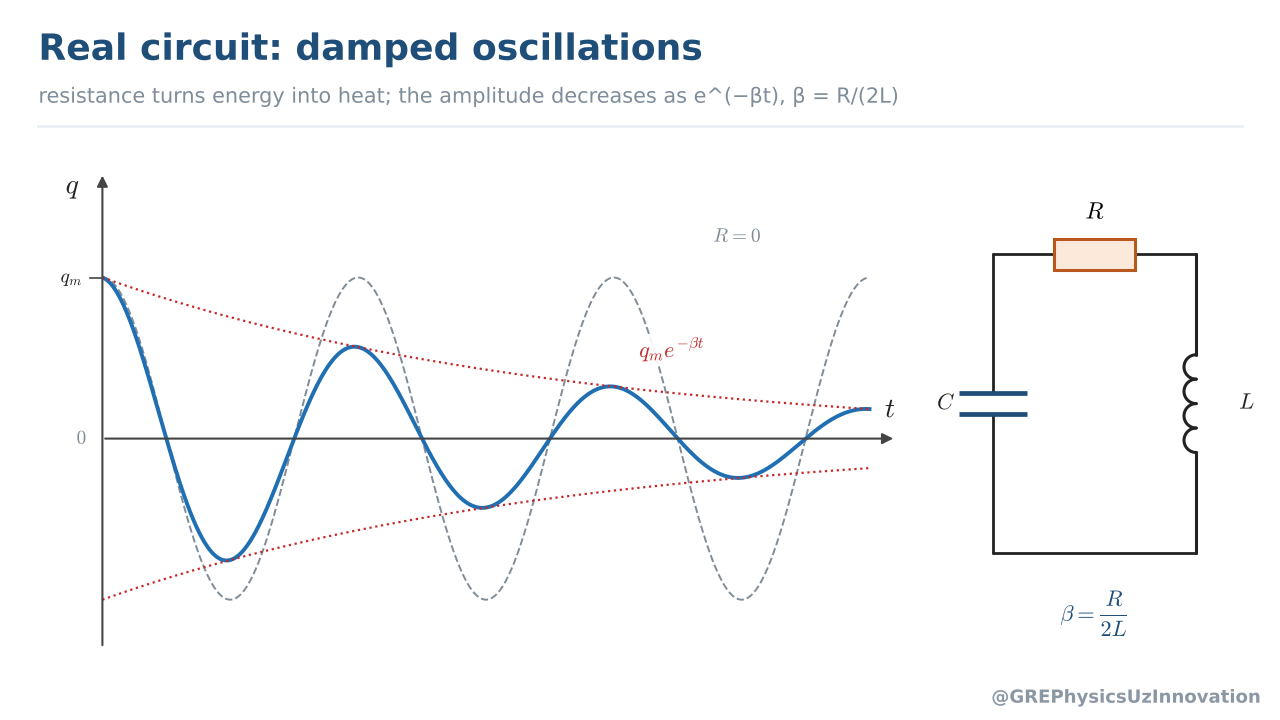 Real circuit: damped oscillations
resistance turns energy into heat; the amplitude decreases as e^(−βt), β = R/(2L)
q
R = 0
q_m
q_m e^{−βt}
0
t
R
C
L
β = R/2L
@GREPhysicsUzInnovation